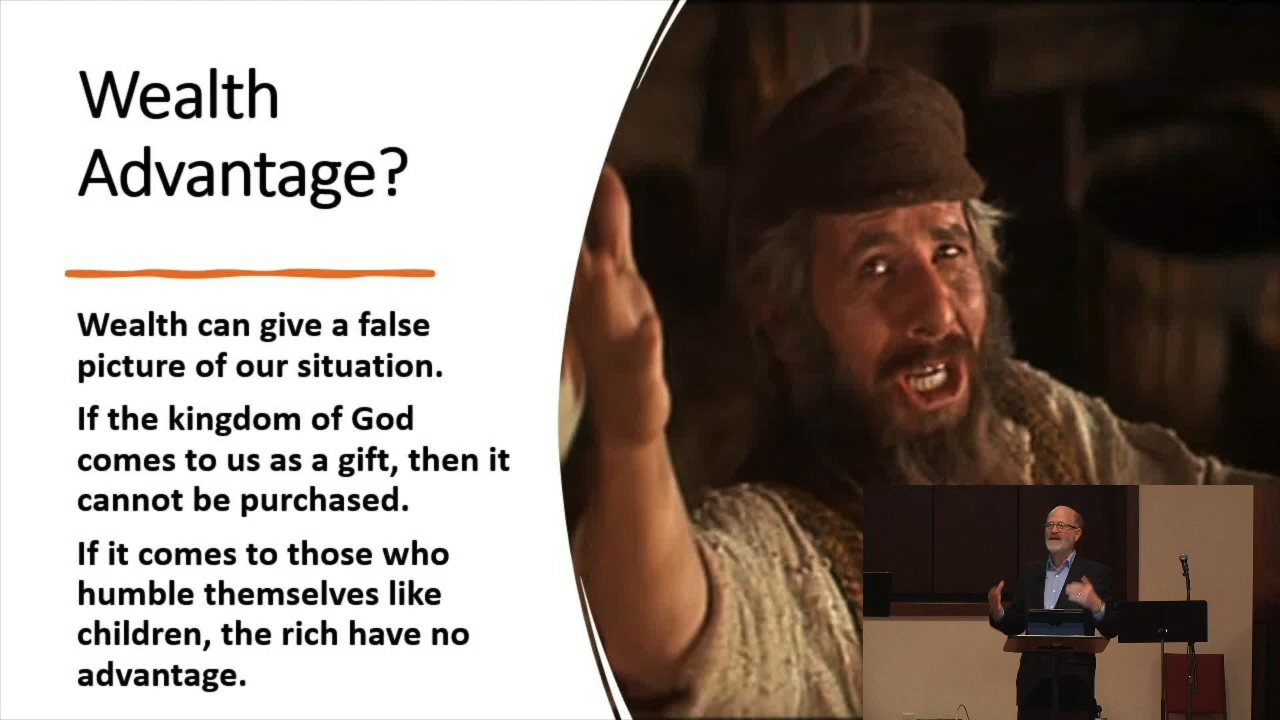 Wealth
Advantage?
Wealth can give a false
picture of our situation.
If the kingdom of God
comes to us as a gift, then it
cannot be purchased.
If it comes to those who
humble themselves like
children, the rich have no
advantage.